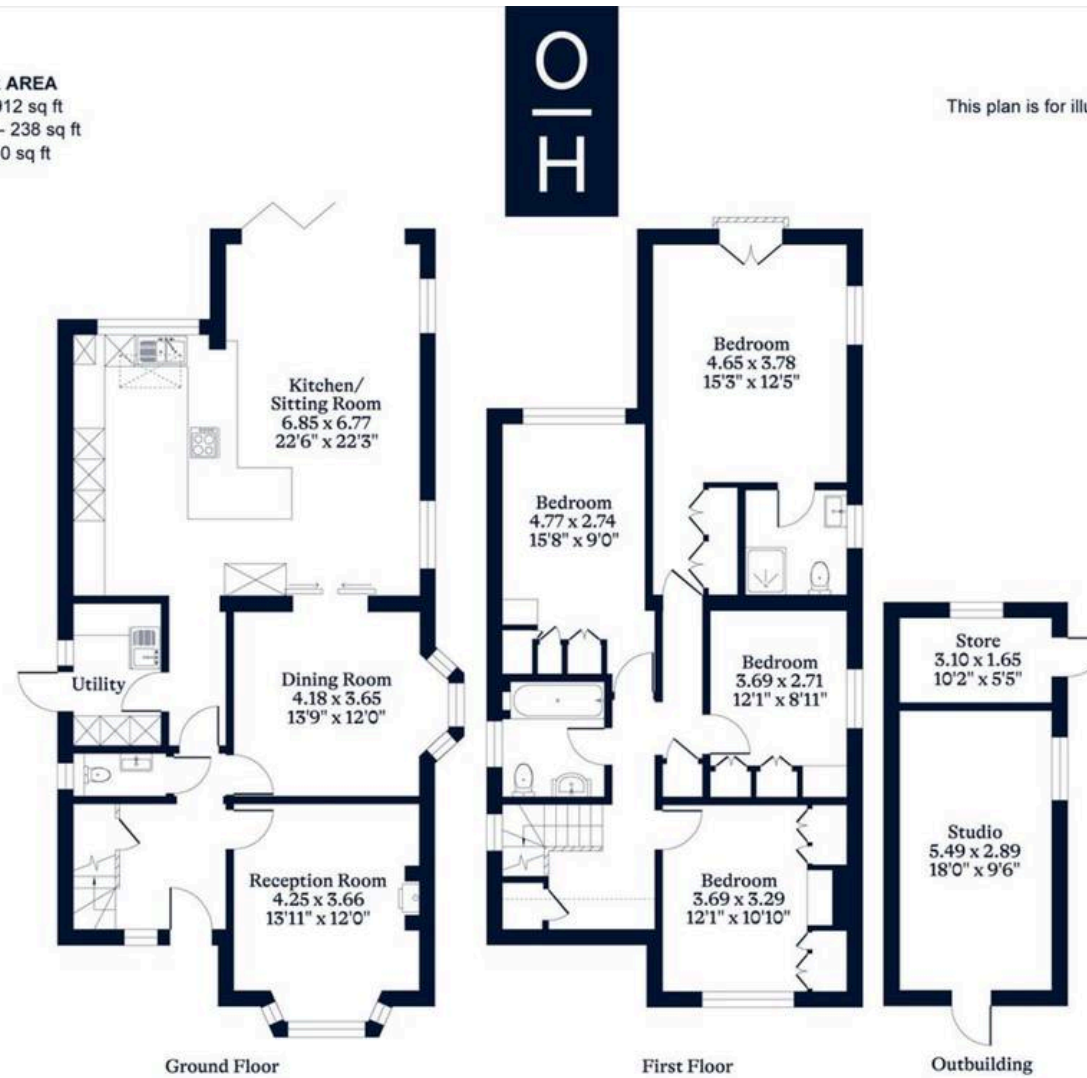 AREA
912 sq ft
- 238 sq ft
0 sq ft
O
H
This plan is for
Kitchen/
Sitting Room
6.85 x 6.77
22'6" x 22'3"
Utility
Dining Room
4.18 x 3.65
13'9" x 12'0"
Reception Room
4.25 x 3.66
13'11" x 12'0"
Ground Floor
Bedroom
4.65 x 3.78
15'3" x 12'5"
Bedroom
4.77 x 2.74
15'8" x 9'0"
Bedroom
3.69 x 2.71
12'1" x 8'11"
Bedroom
3.69 x 3.29
12'1" x 10'10"
First Floor
Store
3.10 x 1.65
10'2" x 5'5"
Studio
5.49 x 2.89
18'0" x 9'6"
Outbuilding